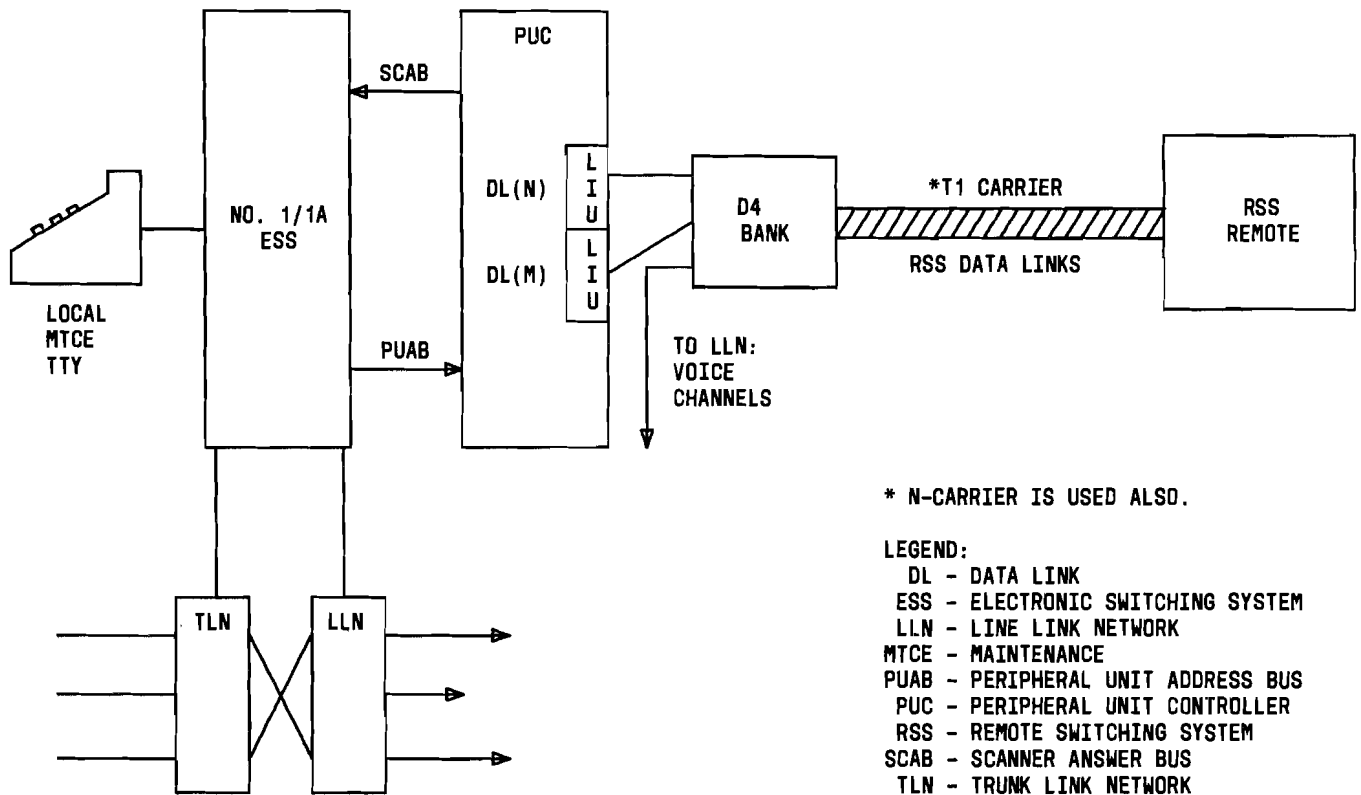 PUC
SCAB
NO. 1/1A
ESS
LOCAL
MTCE
TTY
PUAB
DL(N)
L
I
U
DL(M)
L
I
U
D4
BANK
*T1 CARRIER
RSS DATA LINKS
RSS
REMOTE
TO LLN:
VOICE
CHANNELS
TLN
LLN
* N-CARRIER IS USED ALSO.
LEGEND:
DL - DATA LINK
ESS - ELECTRONIC SWITCHING SYSTEM
LLN - LINE LINK NETWORK
MTCE - MAINTENANCE
PUAB - PERIPHERAL UNIT ADDRESS BUS
PUC - PERIPHERAL UNIT CONTROLLER
RSS - REMOTE SWITCHING SYSTEM
SCAB - SCANNER ANSWER BUS
TLN - TRUNK LINK NETWORK